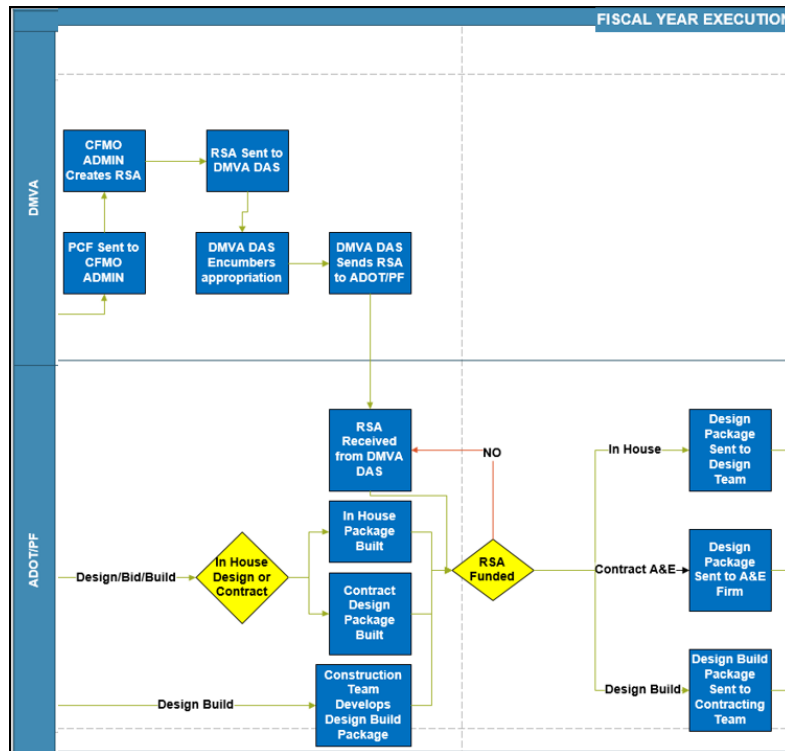 FISCAL YEAR EXECUTION
DMVA
CFMO
ADMIN
Creates RSA
RSA Sent to
DMVA DAS
PCF Sent to
CFMO
ADMIN
DMVA DAS
Encumbers
appropriation
DMVA DAS
Sends RSA
to ADOT/PF
ADOT/PF
RSA
Received
from DMVA
DAS
NO
In House
Design
Package
Sent to
Design
Team
In House
Package
Built
Design/Bid/Build
In House
Design or
Contract
RSA
Funded
Contract A&E
Design
Package
Sent to A&E
Firm
Contract
Design
Package
Built
Design Build
Construction
Team
Develops
Design Build
Package
Design Build
Design Build
Package
Sent to
Contracting
Team